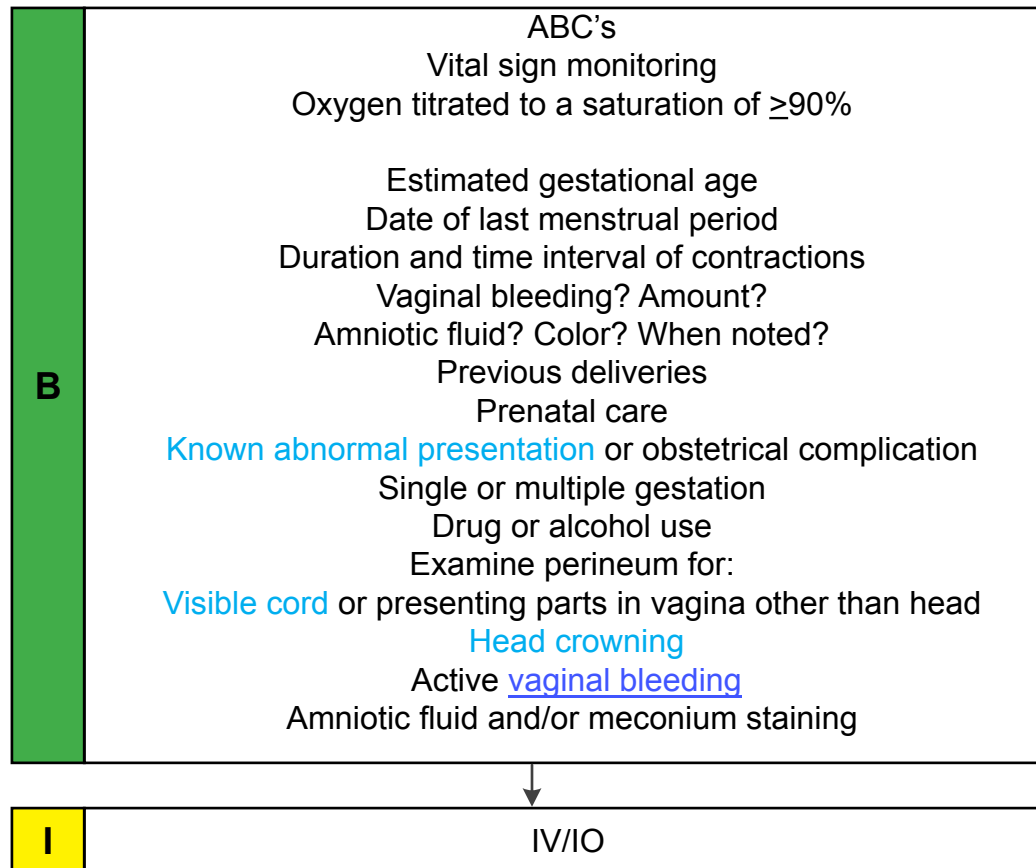 ABC’s
Vital sign monitoring
Oxygen titrated to a saturation of ≥90%
Estimated gestational age
Date of last menstrual period
Duration and time interval of contractions
Vaginal bleeding? Amount?
Amniotic fluid? Color? When noted?
Previous deliveries
B
Prenatal care
Known abnormal presentation or obstetrical complication
Single or multiple gestation
Drug or alcohol use
Examine perineum for:
Visible cord or presenting parts in vagina other than head
Head crowning
Active vaginal bleeding
Amniotic fluid and/or meconium staining
I
IV/IO